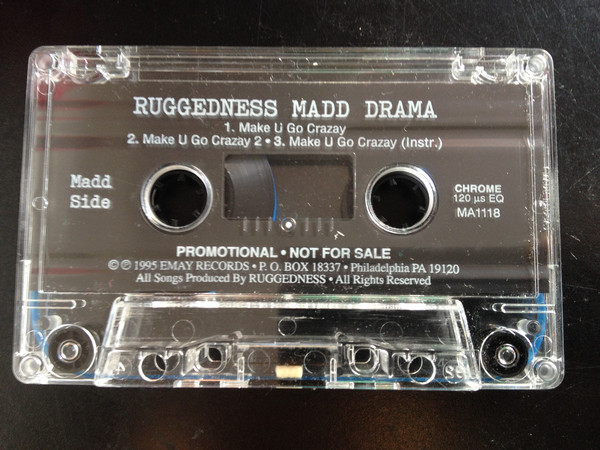 RUGGEDNESS MADD DRAMA
1. Make U Go Crazay
2. Make U Go Crazay 2 • 3. Make U Go Crazay (Instr.)
Madd
Side
CHROME
120 µs EQ
MA1118
PROMOTIONAL • NOT FOR SALE
© ℗ 1995 EMAY RECORDS • P. O. BOX 18337 • Philadelphia PA 19120
All Songs Produced By RUGGEDNESS • All Rights Reserved